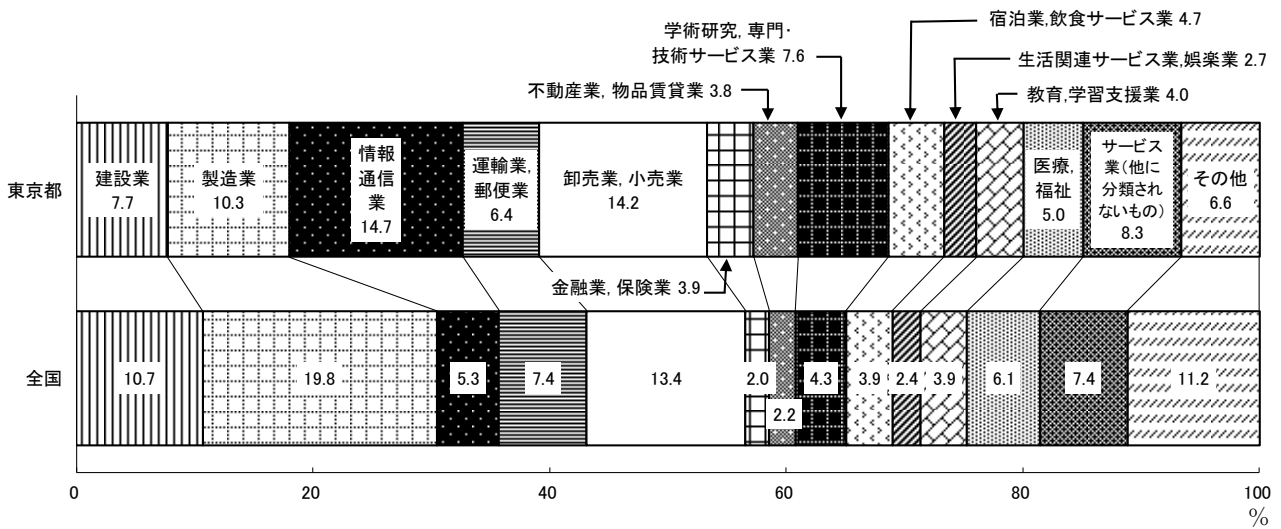 宿泊業,飲食サービス業 4.7
学術研究, 専門・
技術サービス業 7.6
生活関連サービス業,娯楽業 2.7
不動産業, 物品賃貸業 3.8
教育,学習支援業 4.0
東京都
建設業
7.7
製造業
10.3
情報
通信
業
14.7
運輸業,
郵便業
6.4
卸売業, 小売業
14.2
医療,
福祉
5.0
サービス
業(他に
分類され
ないもの)
8.3
その他
6.6
金融業, 保険業 3.9
全国
10.7
19.8
5.3
7.4
13.4
2.0
2.2
4.3
3.9
2.4
3.9
6.1
7.4
11.2
0
20
40
60
80
100
%